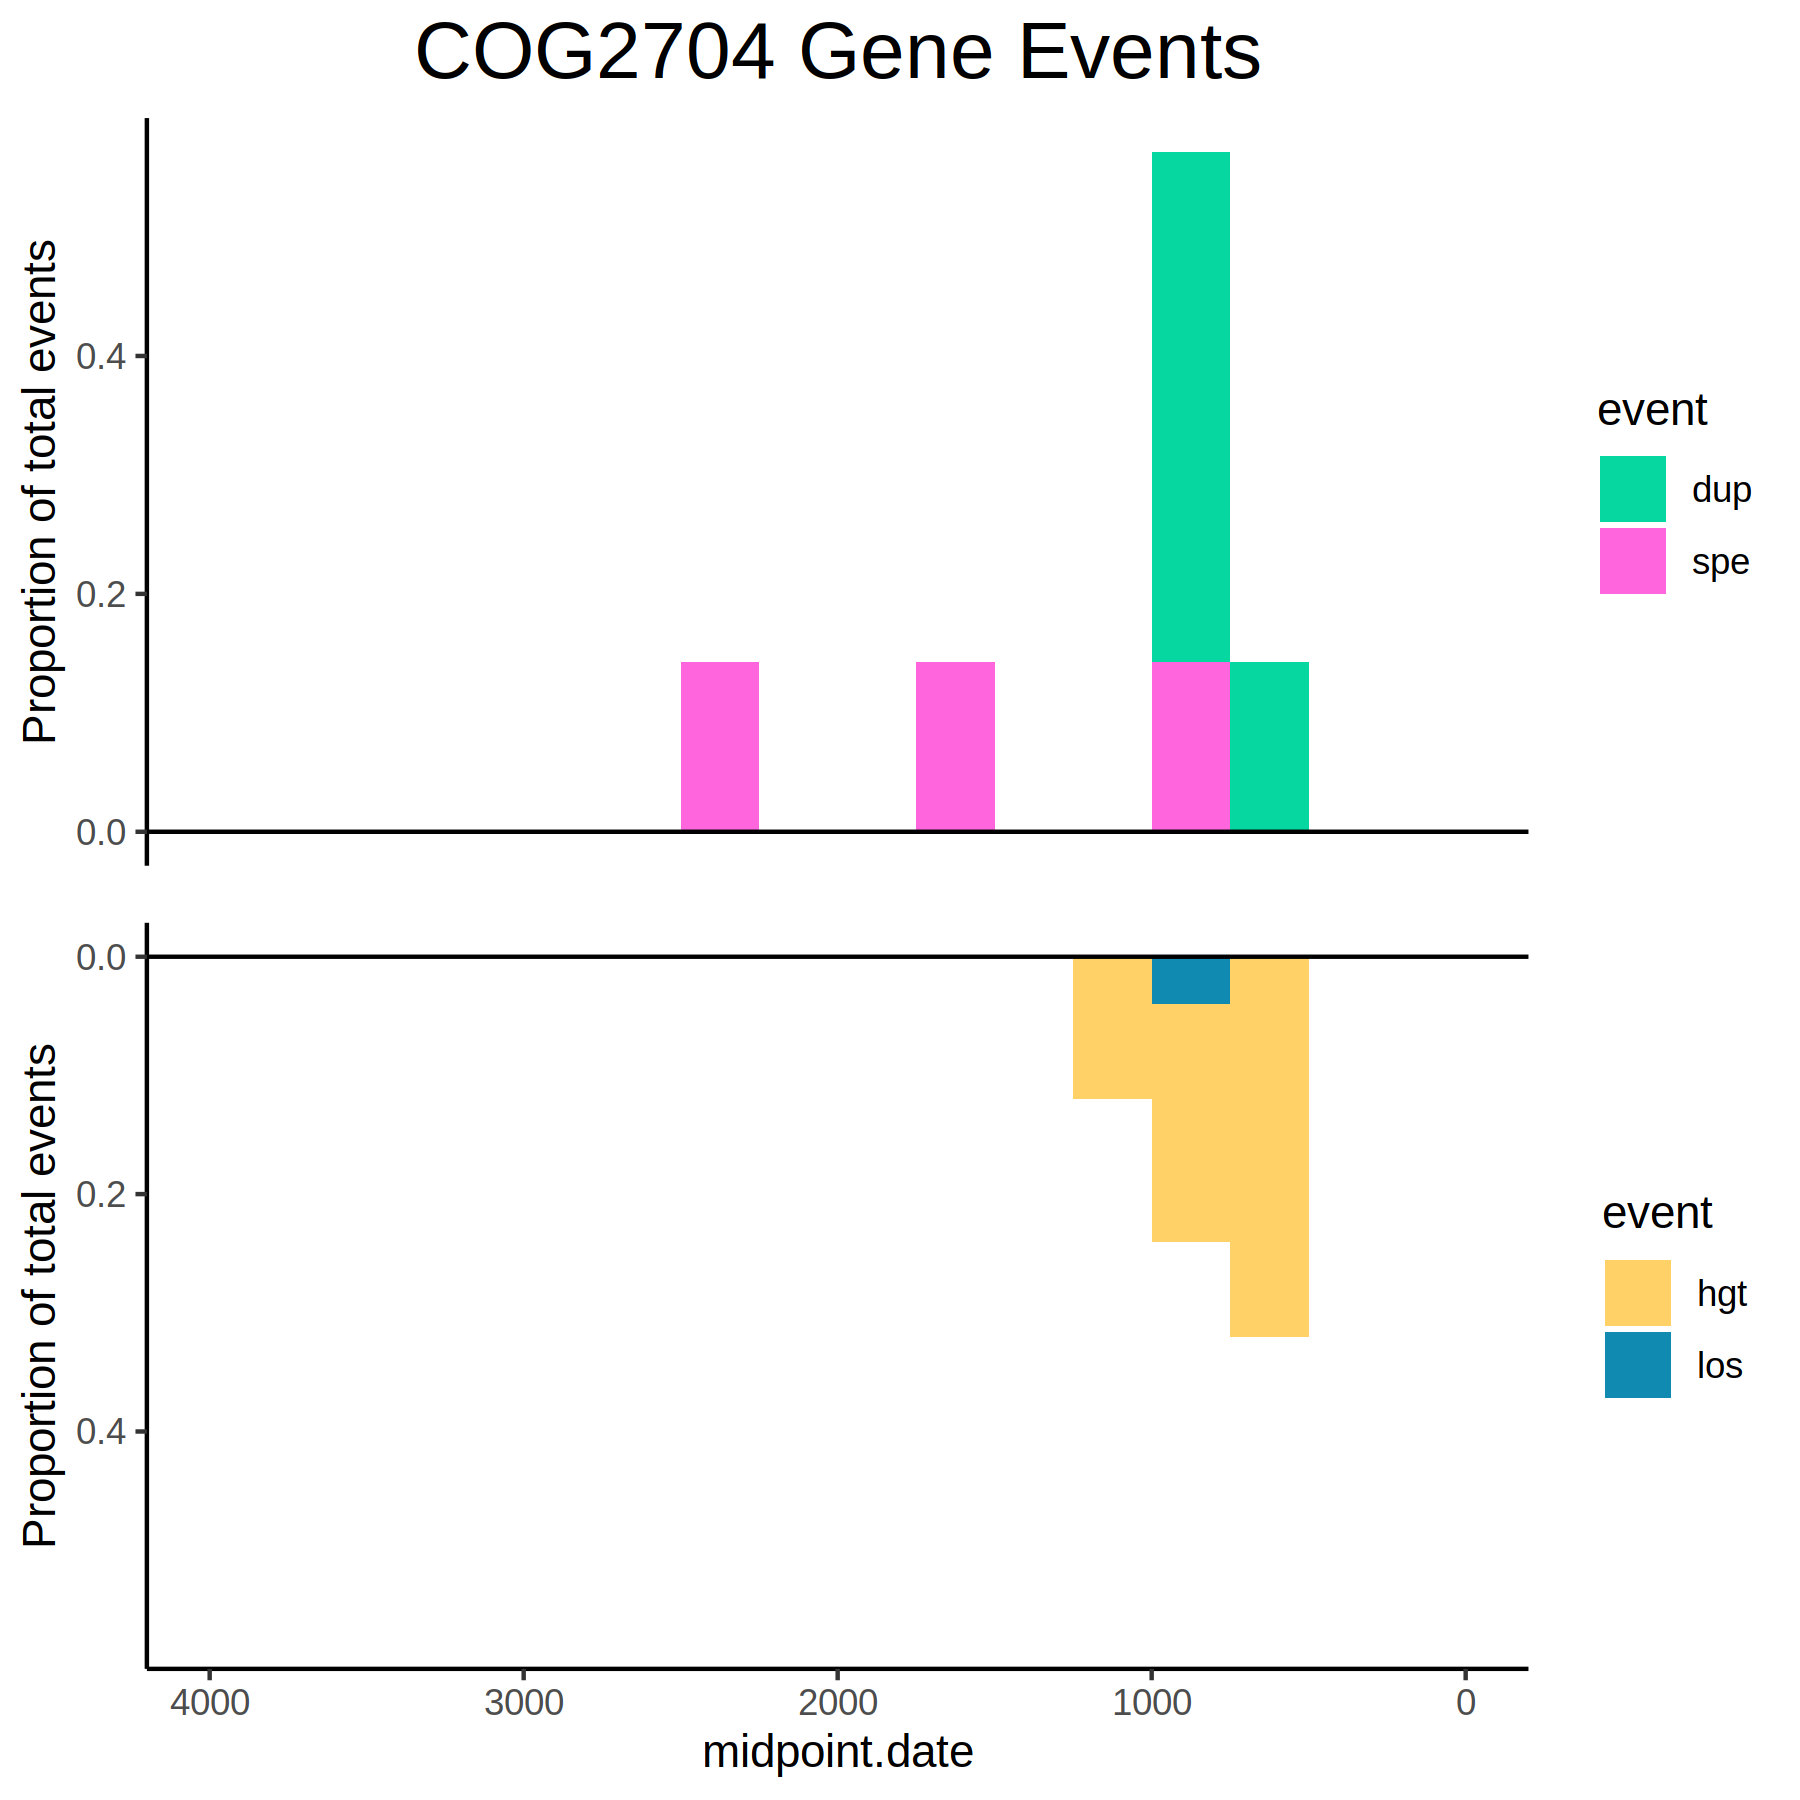 COG2704 Gene Events
Proportion of total events
0.4
0.2
0.0
event
dup
spe
Proportion of total events
0.0
0.2
0.4
event
hgt
los
4000 3000 2000 1000 0
midpoint.date